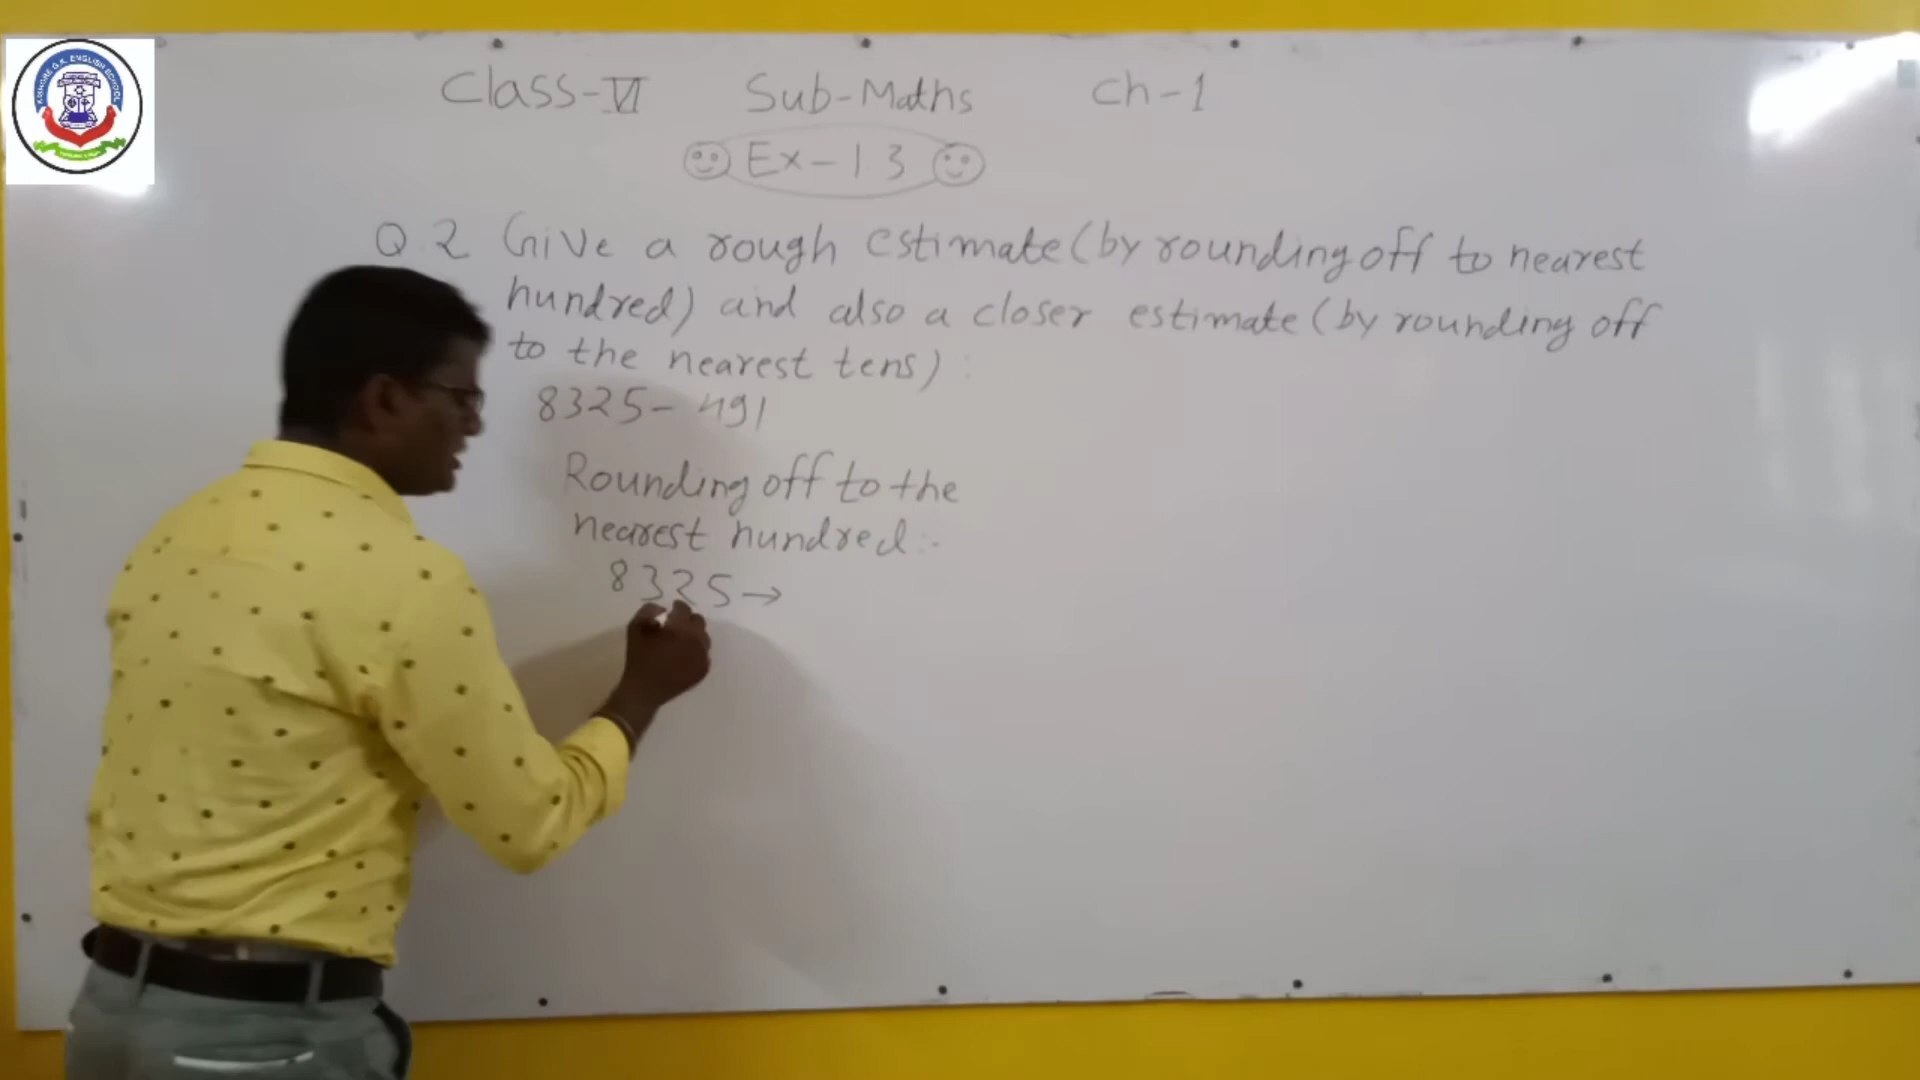 Class-VI Sub-Maths Ch-1
Ex-13
Q.2 Give a rough estimate (by rounding off to nearest
hundred) and also a closer estimate (by rounding off
to the nearest tens) :
8325-491
Rounding off to the
nearest hundred:-
8325→
G.K. ENGLISH SCHOOL